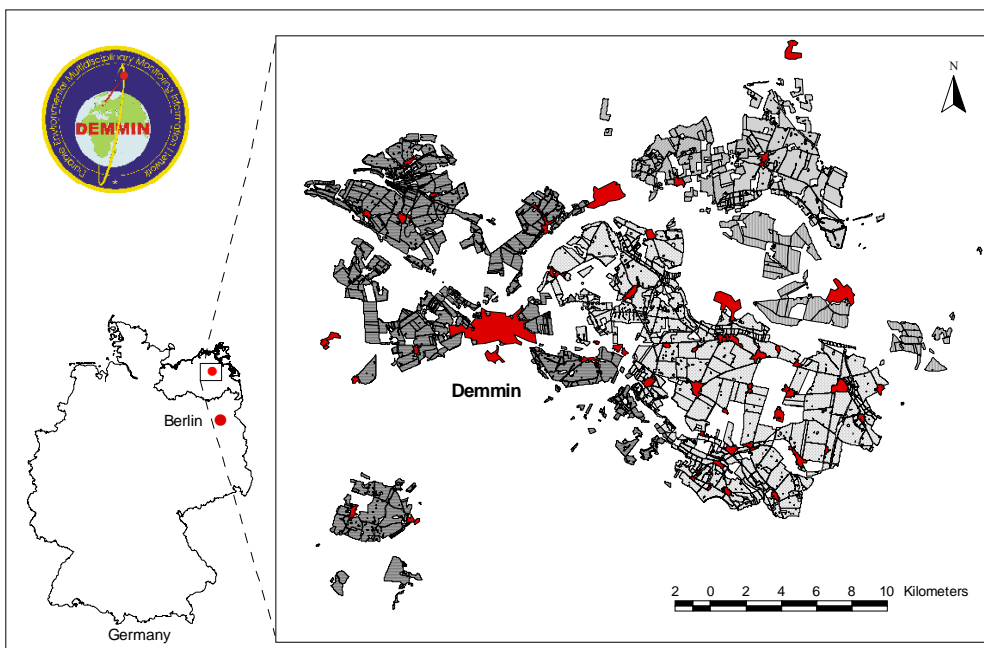 Durable Environmental Multidisciplinary Monitoring Information Network
DEMMIN
N
Demmin
Berlin
Germany
2 0 2 4 6 8 10 Kilometers